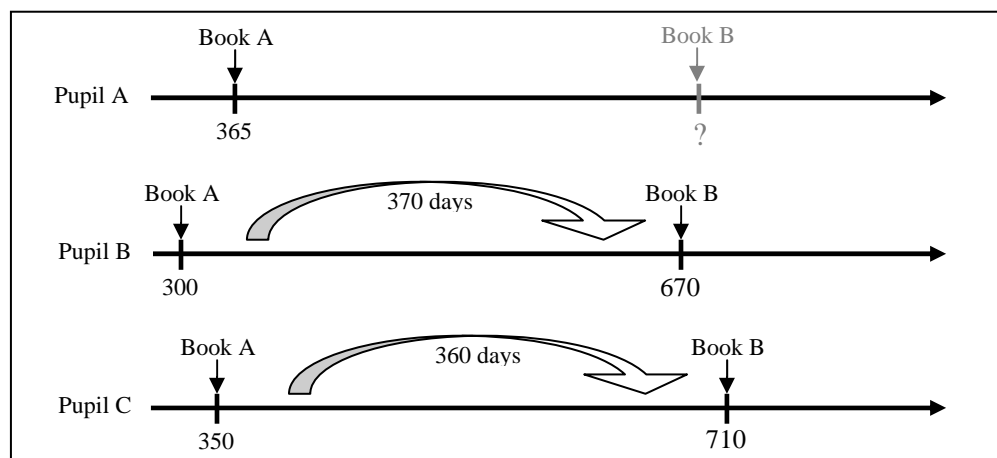 Book A Book B
Pupil A
365 ?
Book A 370 days Book B
Pupil B
300 670
Book A 360 days Book B
Pupil C
350 710